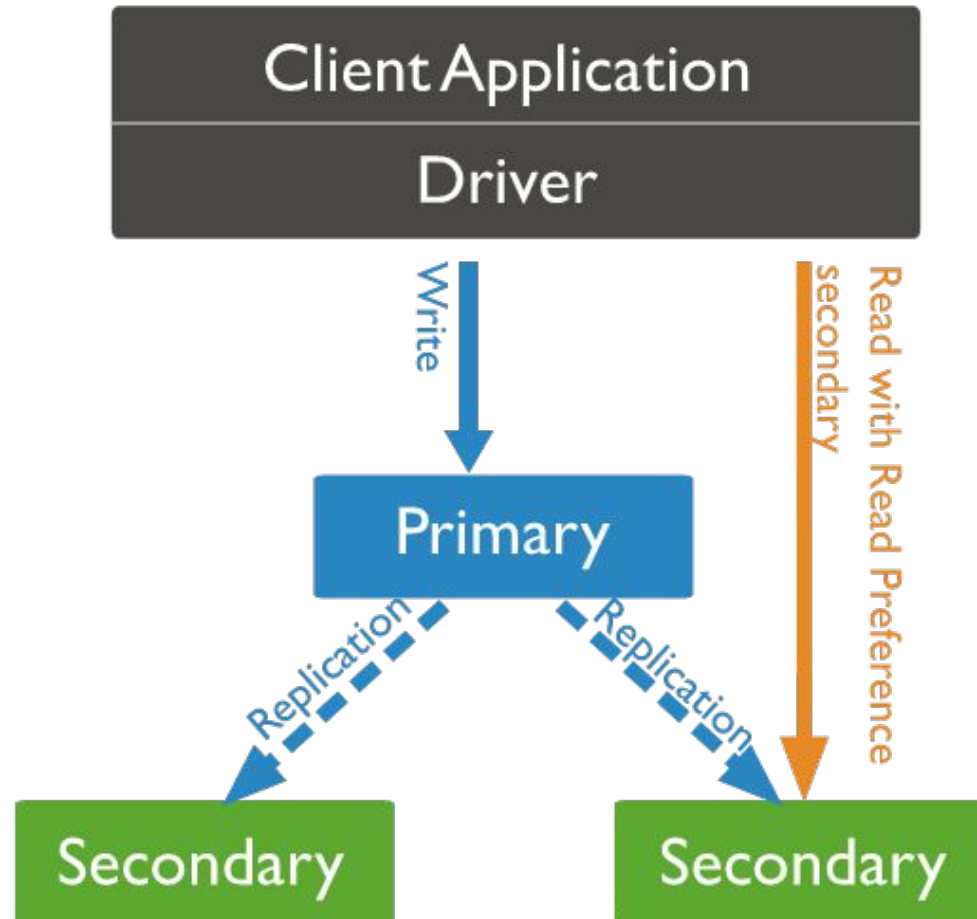 Client Application
Driver
Write
Read with Read Preference
secondary
Primary
Replication
Replication
Secondary
Secondary